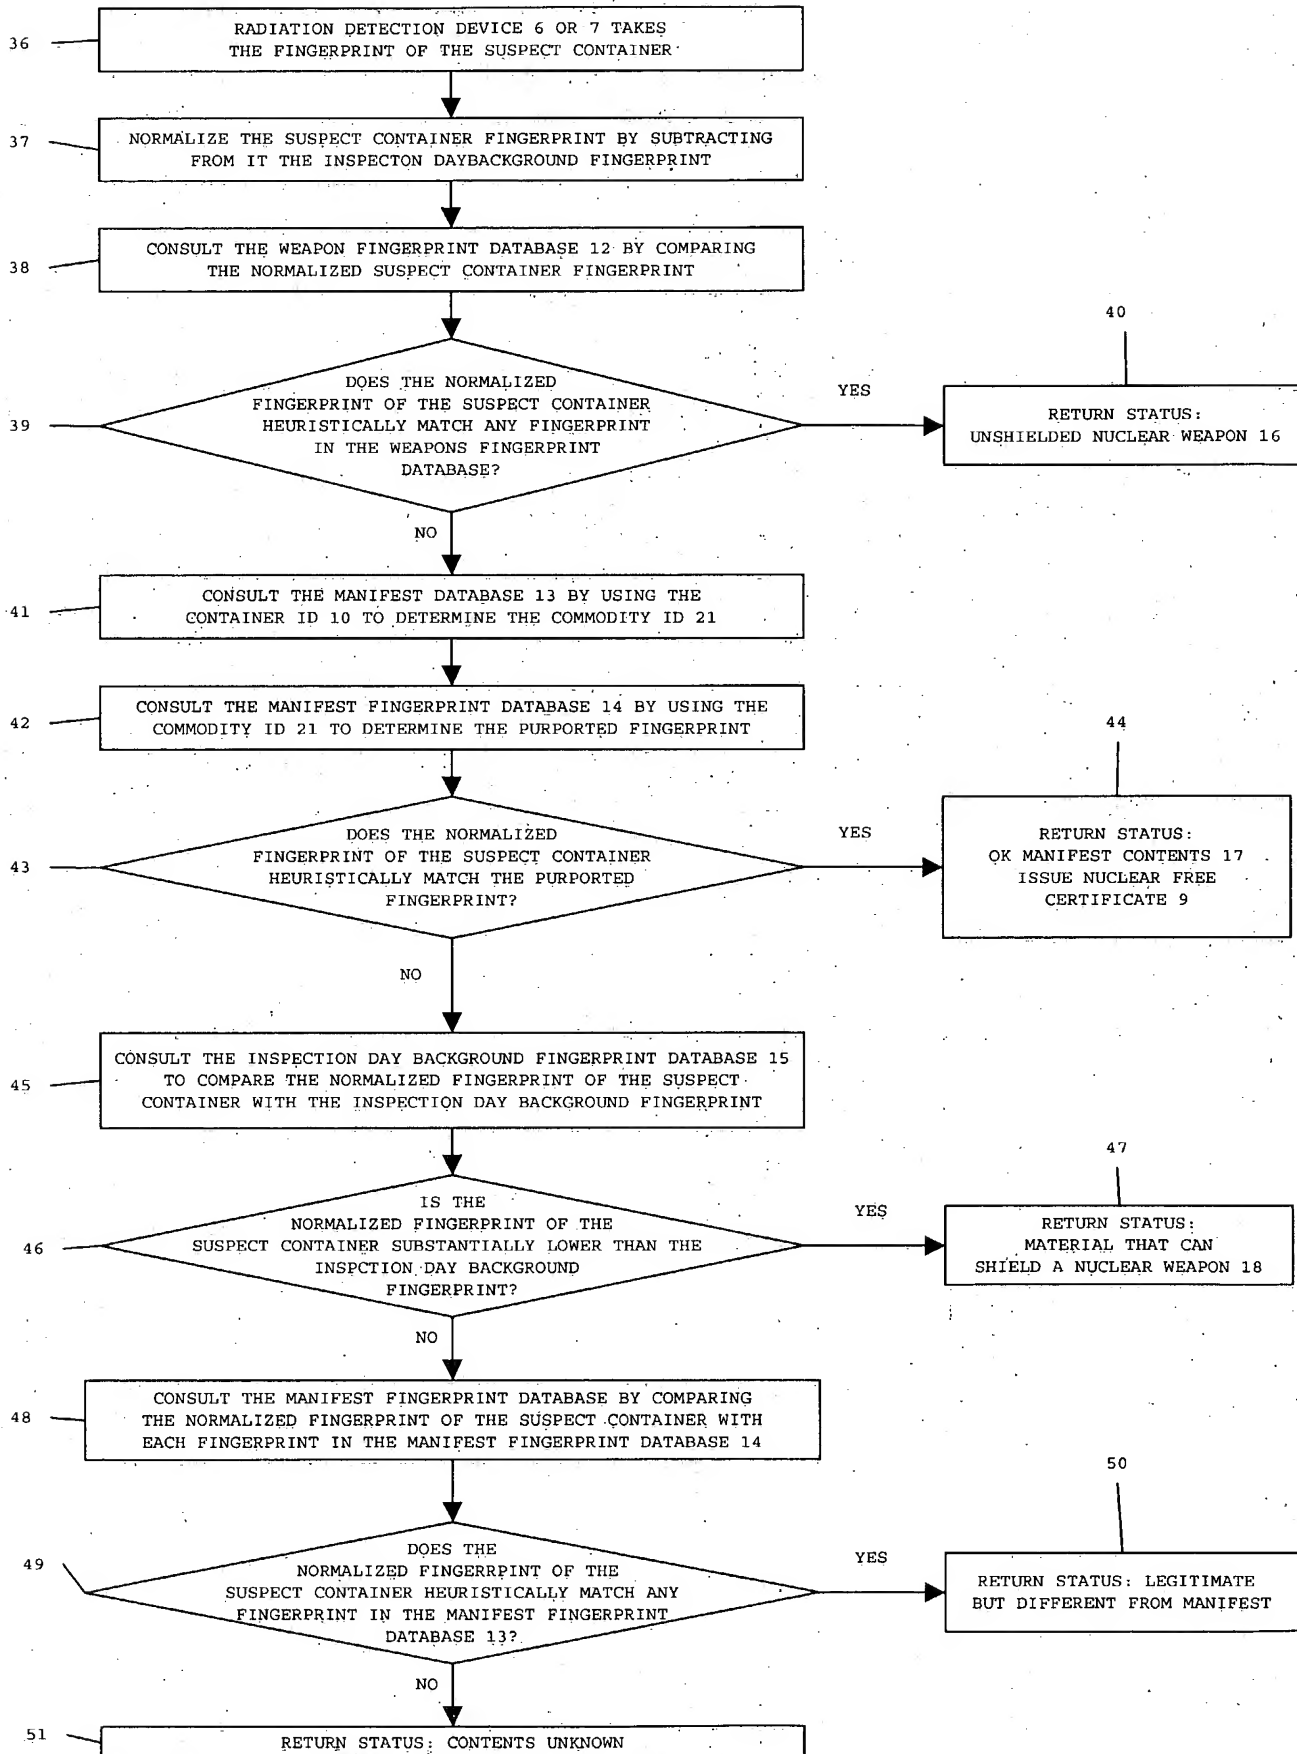 36
RADIATION DETECTION DEVICE 6 OR 7 TAKES
THE FINGERPRINT OF THE SUSPECT CONTAINER
37
NORMALIZE THE SUSPECT CONTAINER FINGERPRINT BY SUBTRACTING
FROM IT THE INSPECTON DAYBACKGROUND FINGERPRINT
38
CONSULT THE WEAPON FINGERPRINT DATABASE 12 BY COMPARING
THE NORMALIZED SUSPECT CONTAINER FINGERPRINT
39
DOES THE NORMALIZED
FINGERPRINT OF THE SUSPECT CONTAINER
HEURISTICALLY MATCH ANY FINGERPRINT
IN THE WEAPONS FINGERPRINT
DATABASE?
YES
40
RETURN STATUS:
UNSHIELDED NUCLEAR WEAPON 16
NO
41
CONSULT THE MANIFEST DATABASE 13 BY USING THE
CONTAINER ID 10 TO DETERMINE THE COMMODITY ID 21
42
CONSULT THE MANIFEST FINGERPRINT DATABASE 14 BY USING THE
COMMODITY ID 21 TO DETERMINE THE PURPORTED FINGERPRINT
43
DOES THE NORMALIZED
FINGERPRINT OF THE SUSPECT CONTAINER
HEURISTICALLY MATCH THE PURPORTED
FINGERPRINT?
YES
44
RETURN STATUS:
OK MANIFEST CONTENTS 17
ISSUE NUCLEAR FREE
CERTIFICATE 9
NO
45
CONSULT THE INSPECTION DAY BACKGROUND FINGERPRINT DATABASE 15
TO COMPARE THE NORMALIZED FINGERPRINT OF THE SUSPECT
CONTAINER WITH THE INSPECTION DAY BACKGROUND FINGERPRINT
46
IS THE
NORMALIZED FINGERPRINT OF THE
SUSPECT CONTAINER SUBSTANTIALLY LOWER THAN THE
INSPCTION DAY BACKGROUND
FINGERPRINT?
YES
47
RETURN STATUS:
MATERIAL THAT CAN
SHIELD A NUCLEAR WEAPON 18
NO
48
CONSULT THE MANIFEST FINGERPRINT DATABASE BY COMPARING
THE NORMALIZED FINGERPRINT OF THE SUSPECT CONTAINER WITH
EACH FINGERPRINT IN THE MANIFEST FINGERPRINT DATABASE 14
49
DOES THE
NORMALIZED FINGERRPINT OF THE
SUSPECT CONTAINER HEURISTICALLY MATCH ANY
FINGERPRINT IN THE MANIFEST FINGERPRINT
DATABASE 13?
YES
50
RETURN STATUS: LEGITIMATE
BUT DIFFERENT FROM MANIFEST
NO
51
RETURN STATUS: CONTENTS UNKNOWN